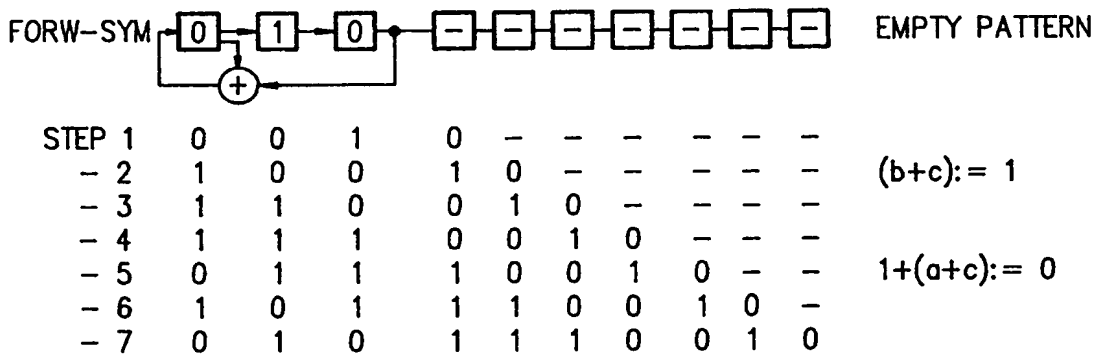 FORW-SYM 0 1 0 - - - - - - - EMPTY PATTERN
+
STEP 1 0 0 1 0 - - - - - -
- 2 1 0 0 1 0 - - - - - (b+c):= 1
- 3 1 1 0 0 1 0 - - - -
- 4 1 1 1 0 0 1 0 - - -
- 5 0 1 1 1 0 0 1 0 - - 1+(a+c):= 0
- 6 1 0 1 1 1 0 0 1 0 -
- 7 0 1 0 1 1 1 0 0 1 0